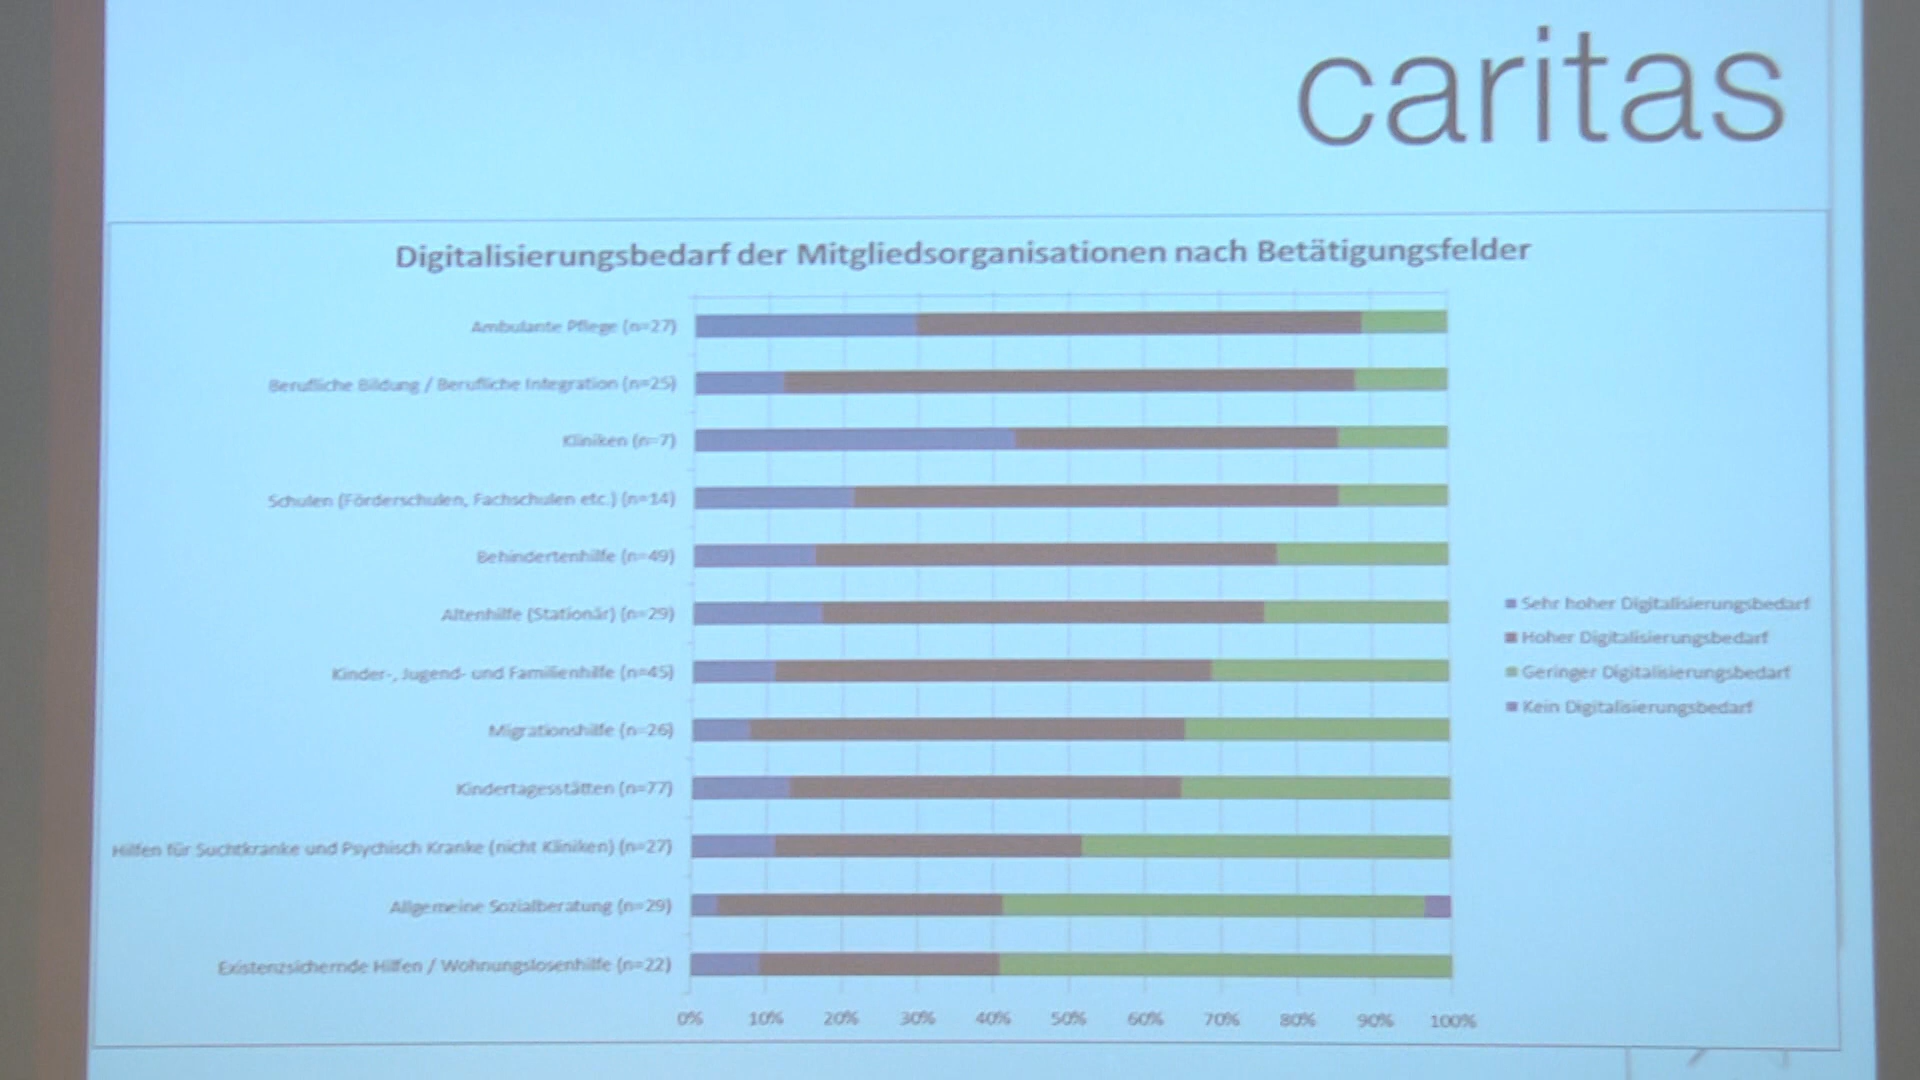 caritas
Digitalisierungsbedarf der Mitgliedsorganisationen nach Betätigungsfelder
Ambulante Pflege (n=27)
Berufliche Bildung / Berufliche Integration (n=25)
Kliniken (n=7)
Schulen (Förderschulen, Fachschulen etc.) (n=14)
Behindertenhilfe (n=49)
Altenhilfe (Stationär) (n=29)
Kinder-, Jugend- und Familienhilfe (n=45)
Migrationshilfe (n=26)
Kindertagesstätten (n=77)
Hilfen für Suchtkranke und Psychisch Kranke (nicht Kliniken) (n=27)
Allgemeine Sozialberatung (n=29)
Existenzsichernde Hilfen / Wohnungslosenhilfe (n=22)
0% 10% 20% 30% 40% 50% 60% 70% 80% 90% 100%
Sehr hoher Digitalisierungsbedarf
Hoher Digitalisierungsbedarf
Geringer Digitalisierungsbedarf
Kein Digitalisierungsbedarf